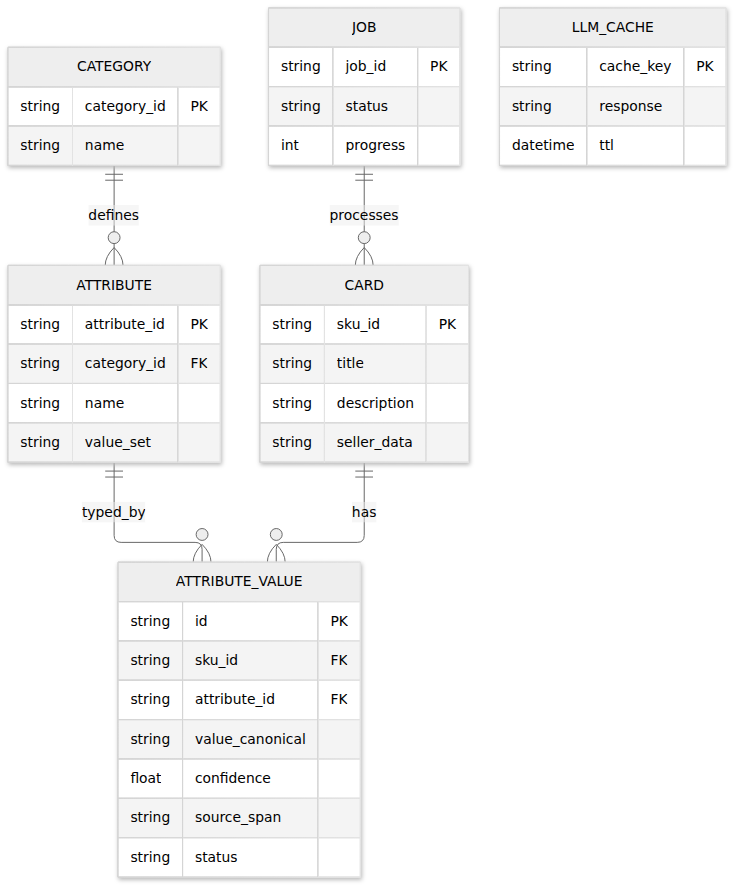 CATEGORY
string category_id PK
string name
JOB
string job_id PK
string status
int progress
LLM_CACHE
string cache_key PK
string response
datetime ttl
defines
processes
ATTRIBUTE
string attribute_id PK
string category_id FK
string name
string value_set
CARD
string sku_id PK
string title
string description
string seller_data
typed_by
has
ATTRIBUTE_VALUE
string id PK
string sku_id FK
string attribute_id FK
string value_canonical
float confidence
string source_span
string status